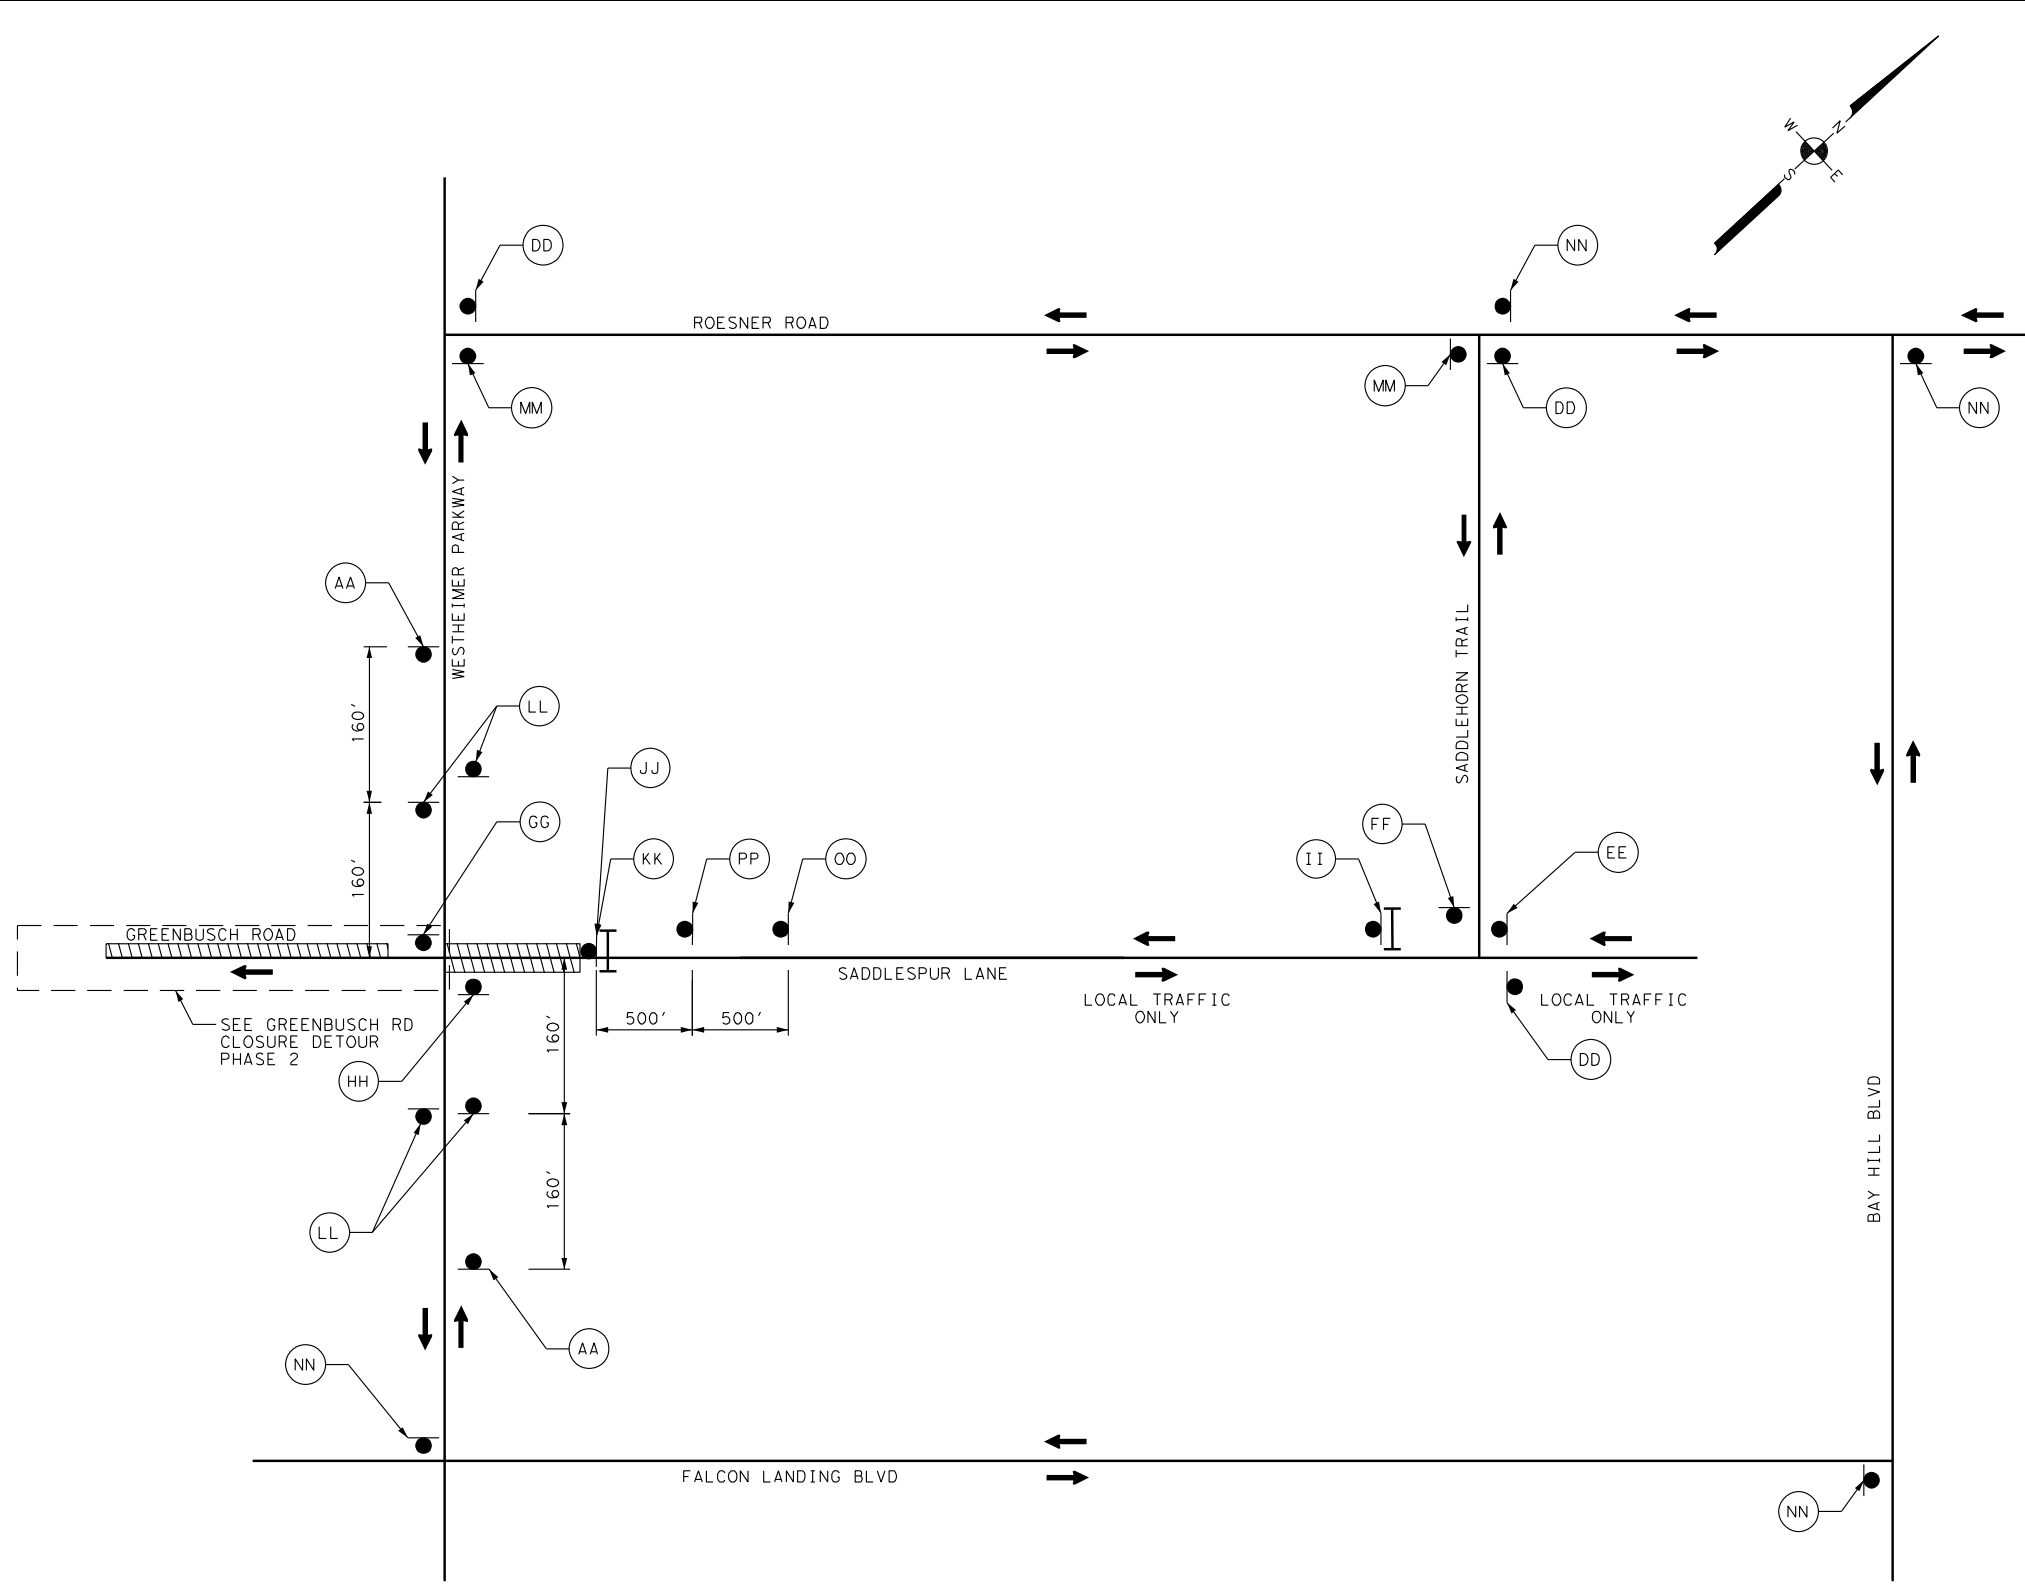 W
N
S
E
DD
NN
ROESNER ROAD
MM
MM
DD
NN
WESTHEIMER PARKWAY
AA
SADDLEHORN TRAIL
LL
160'
JJ
GG
FF
KK
PP
OO
II
EE
160'
GREENBUSCH ROAD
SADDLESPUR LANE
LOCAL TRAFFIC
ONLY
LOCAL TRAFFIC
ONLY
500'
500'
SEE GREENBUSCH RD
CLOSURE DETOUR
PHASE 2
160'
HH
DD
BAY HILL BLVD
160'
LL
AA
NN
FALCON LANDING BLVD
NN